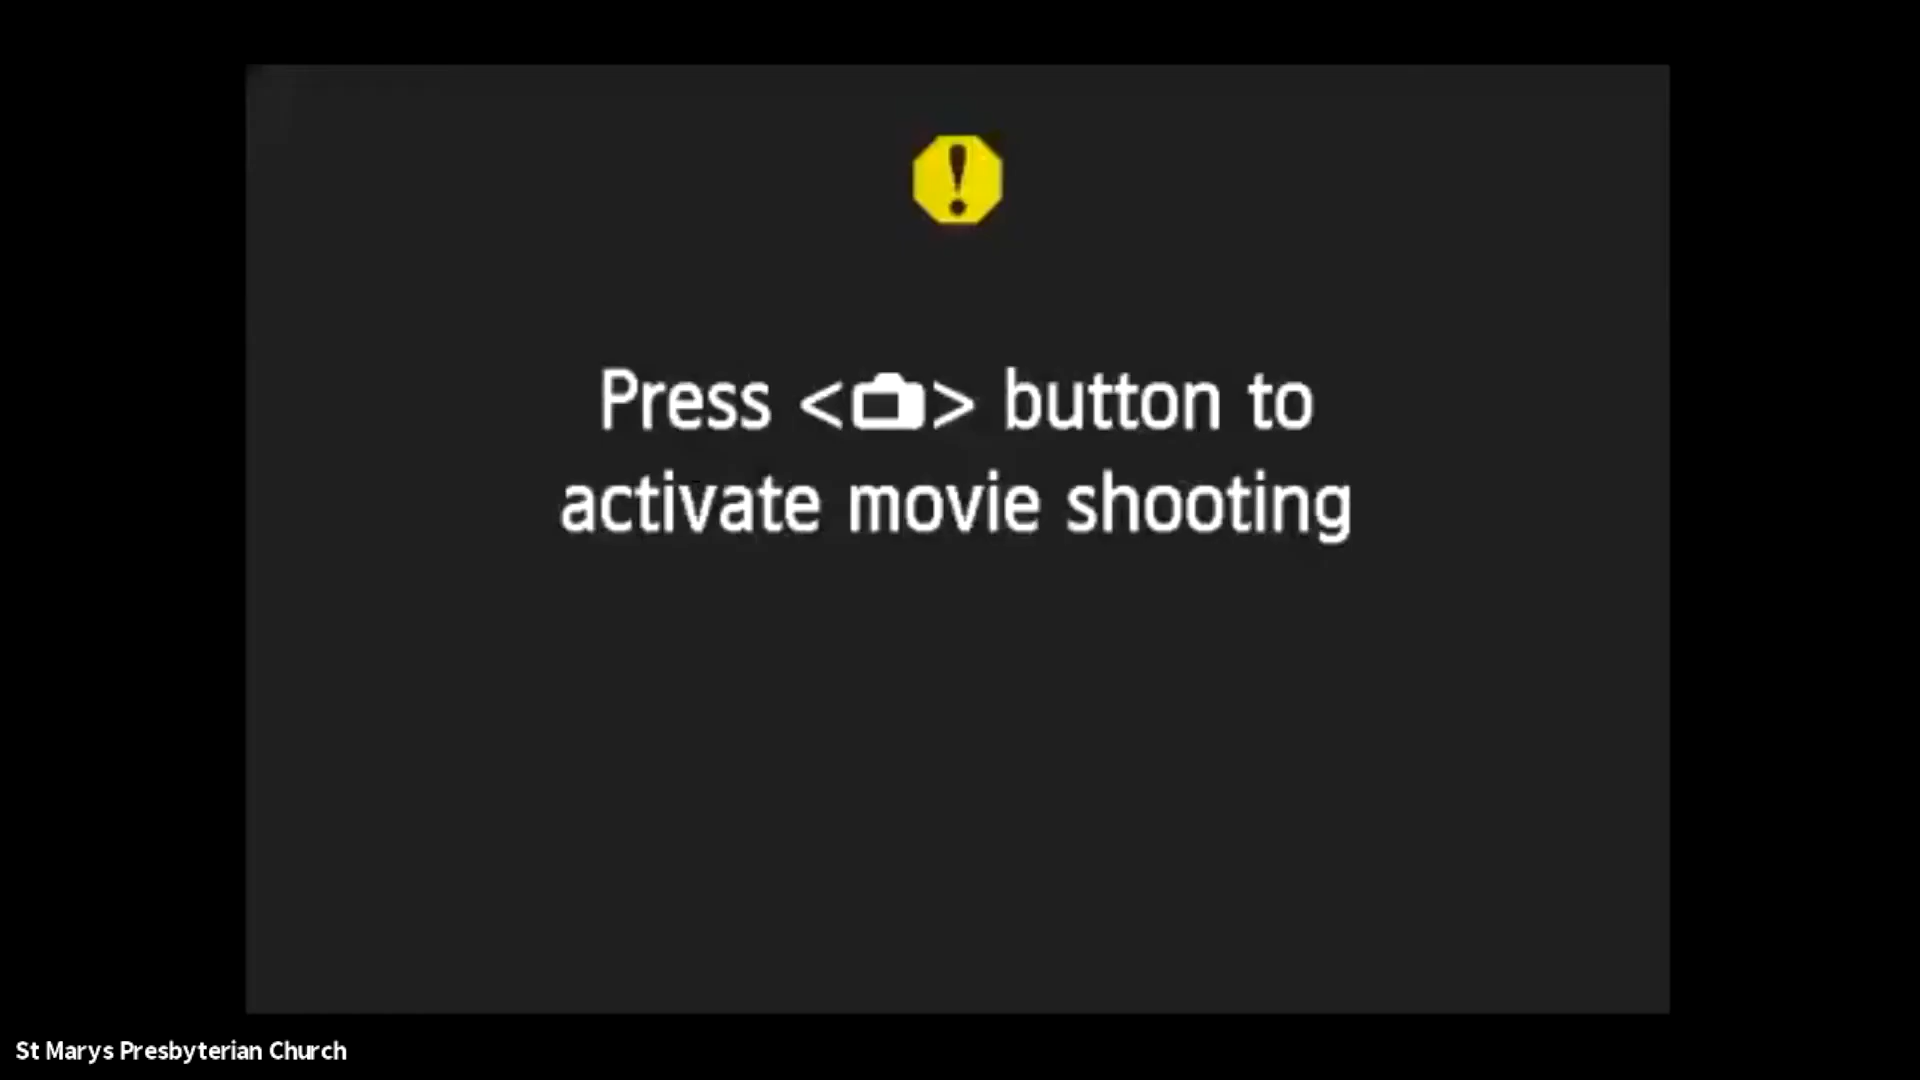 Press <📷> button to
activate movie shooting
St Marys Presbyterian Church